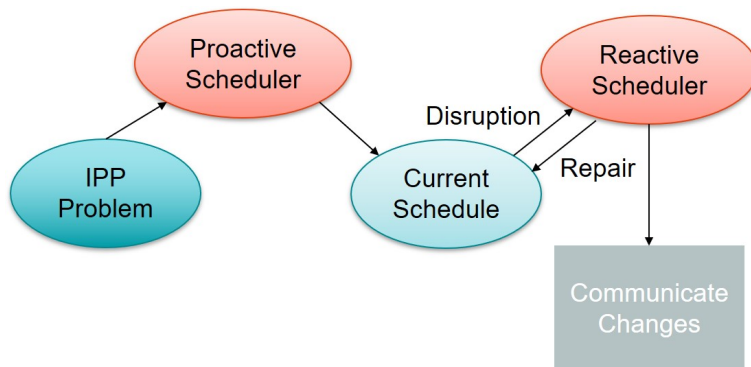 Proactive
Scheduler
Reactive
Scheduler
Disruption
IPP
Problem
Current
Schedule
Repair
Communicate
Changes